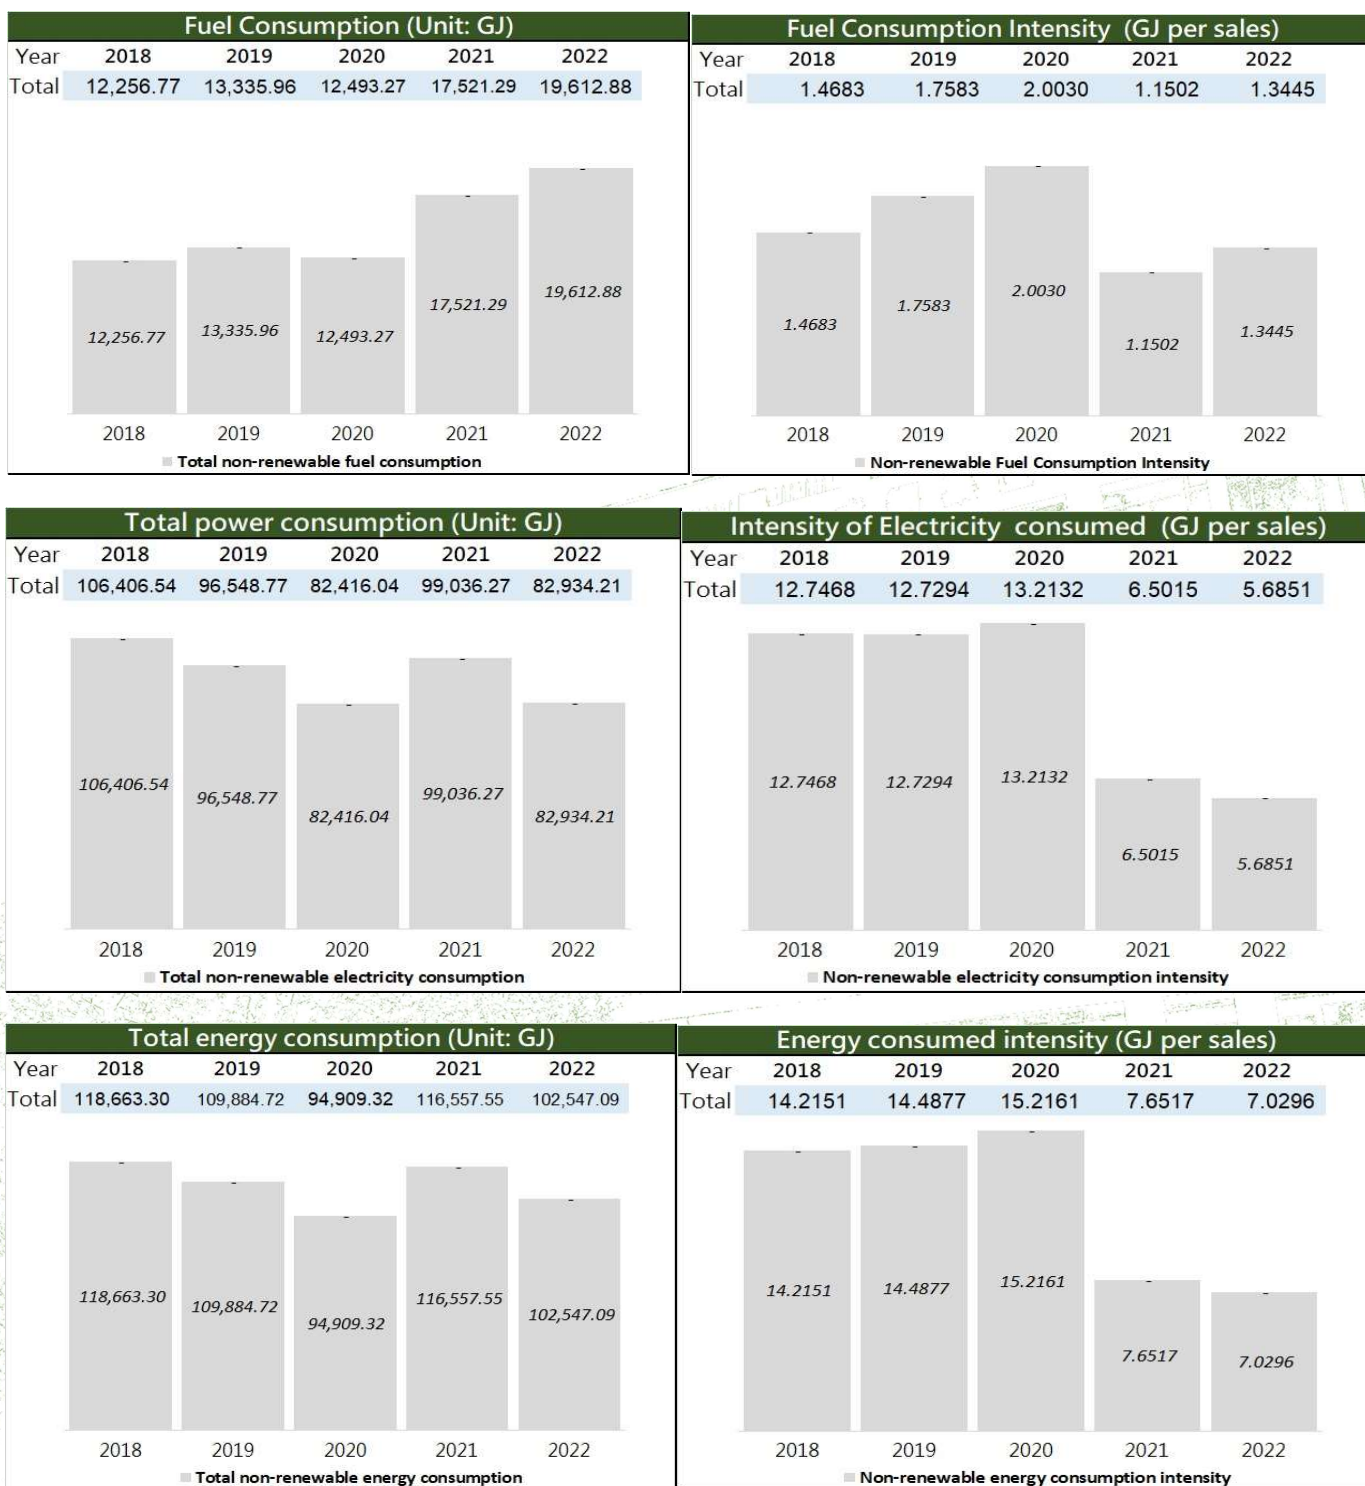 Fuel Consumption (Unit: GJ)
Year 2018 2019 2020 2021 2022
Total 12,256.77 13,335.96 12,493.27 17,521.29 19,612.88
12,256.77 13,335.96 12,493.27 17,521.29 19,612.88
2018 2019 2020 2021 2022
Total non-renewable fuel consumption
Fuel Consumption Intensity (GJ per sales)
Year 2018 2019 2020 2021 2022
Total 1.4683 1.7583 2.0030 1.1502 1.3445
1.4683 1.7583 2.0030 1.1502 1.3445
2018 2019 2020 2021 2022
Non-renewable Fuel Consumption Intensity
Total power consumption (Unit: GJ)
Year 2018 2019 2020 2021 2022
Total 106,406.54 96,548.77 82,416.04 99,036.27 82,934.21
106,406.54 96,548.77 82,416.04 99,036.27 82,934.21
2018 2019 2020 2021 2022
Total non-renewable electricity consumption
Intensity of Electricity consumed (GJ per sales)
Year 2018 2019 2020 2021 2022
Total 12.7468 12.7294 13.2132 6.5015 5.6851
12.7468 12.7294 13.2132 6.5015 5.6851
2018 2019 2020 2021 2022
Non-renewable electricity consumption intensity
Total energy consumption (Unit: GJ)
Year 2018 2019 2020 2021 2022
Total 118,663.30 109,884.72 94,909.32 116,557.55 102,547.09
118,663.30 109,884.72 94,909.32 116,557.55 102,547.09
2018 2019 2020 2021 2022
Total non-renewable energy consumption
Energy consumed intensity (GJ per sales)
Year 2018 2019 2020 2021 2022
Total 14.2151 14.4877 15.2161 7.6517 7.0296
14.2151 14.4877 15.2161 7.6517 7.0296
2018 2019 2020 2021 2022
Non-renewable energy consumption intensity